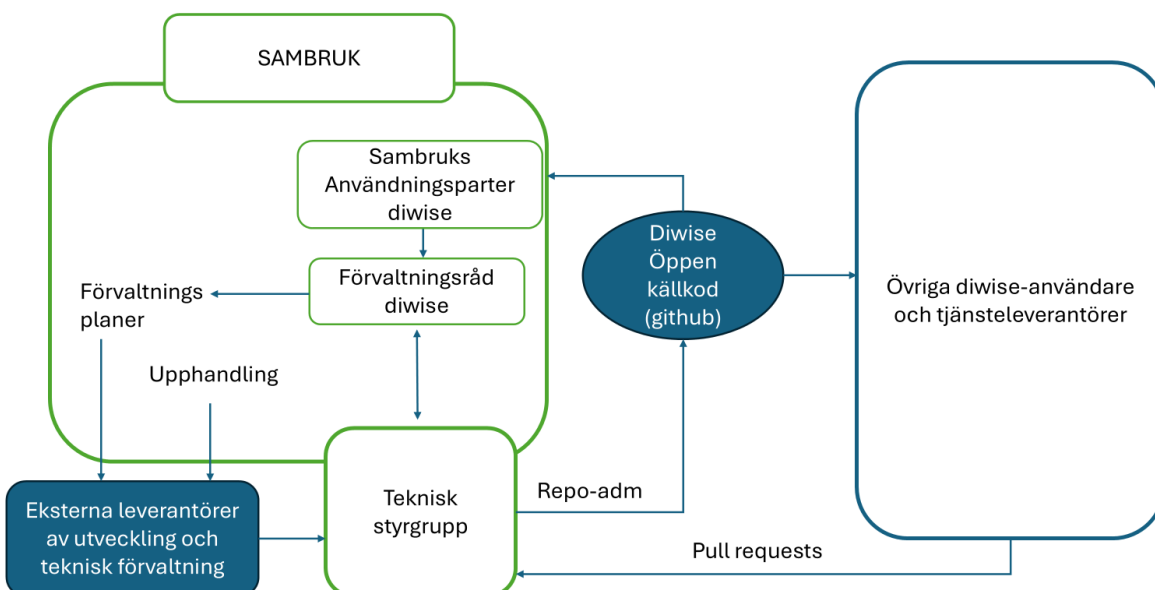 SAMBRUK
Sambruks
Användningsparter
diwise
Förvaltningsråd
diwise
Förvaltnings
planer
Upphandling
Eksterna leverantörer
av utveckling och
teknisk förvaltning
Teknisk
styrgrupp
Repo-adm
Diwise
Öppen
källkod
(github)
Övriga diwise-användare
och tjänsteleverantörer
Pull requests